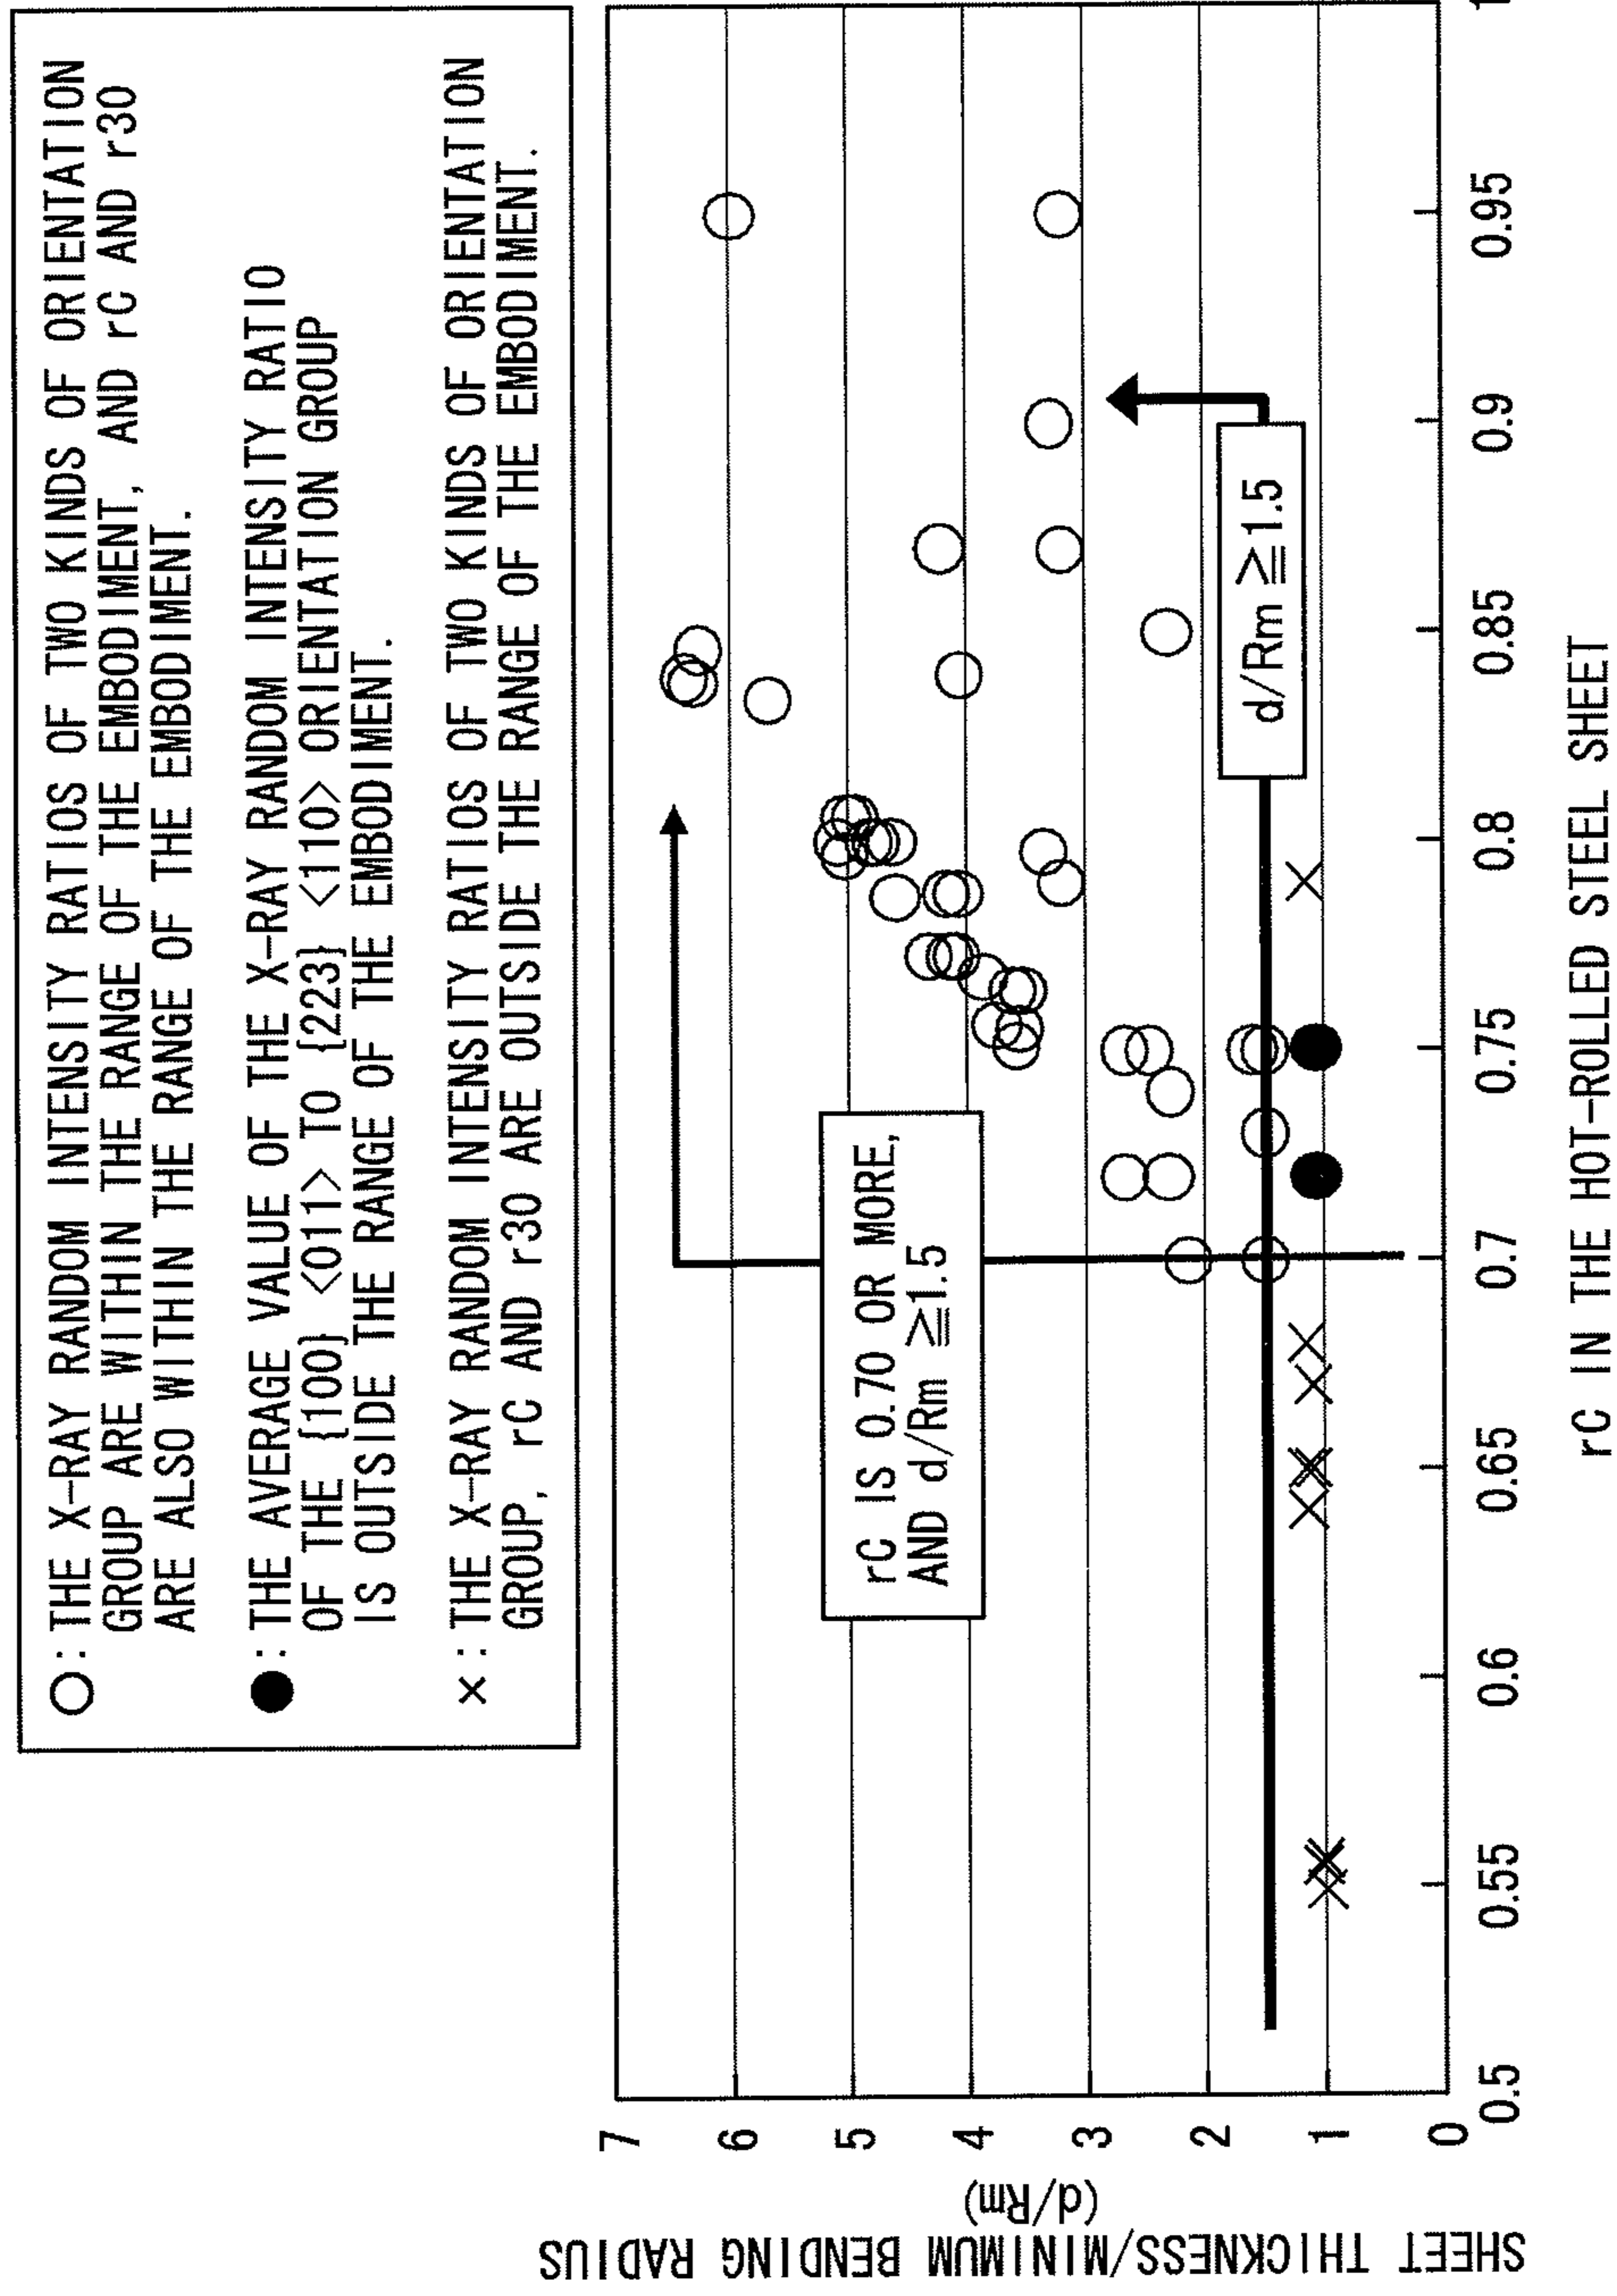 ○: THE X-RAY RANDOM INTENSITY RATIOS OF TWO KINDS OF ORIENTATION
GROUP ARE WITHIN THE RANGE OF THE EMBODIMENT, AND rC AND r30
ARE ALSO WITHIN THE RANGE OF THE EMBODIMENT.
●: THE AVERAGE VALUE OF THE X-RAY RANDOM INTENSITY RATIO
OF THE {100} <011> TO {223} <110> ORIENTATION GROUP
IS OUTSIDE THE RANGE OF THE EMBODIMENT.
×: THE X-RAY RANDOM INTENSITY RATIOS OF TWO KINDS OF ORIENTATION
GROUP, rC AND r30 ARE OUTSIDE THE RANGE OF THE EMBODIMENT.
SHEET THICKNESS/MINIMUM BENDING RADIUS
(d/Rm)
7
6
5
4
3
2
1
0
rC IS 0.70 OR MORE,
AND d/Rm ≧1.5
d/Rm ≧1.5
0.5
0.55
0.6
0.65
0.7
0.75
0.8
0.85
0.9
0.95
1
rC IN THE HOT-ROLLED STEEL SHEET